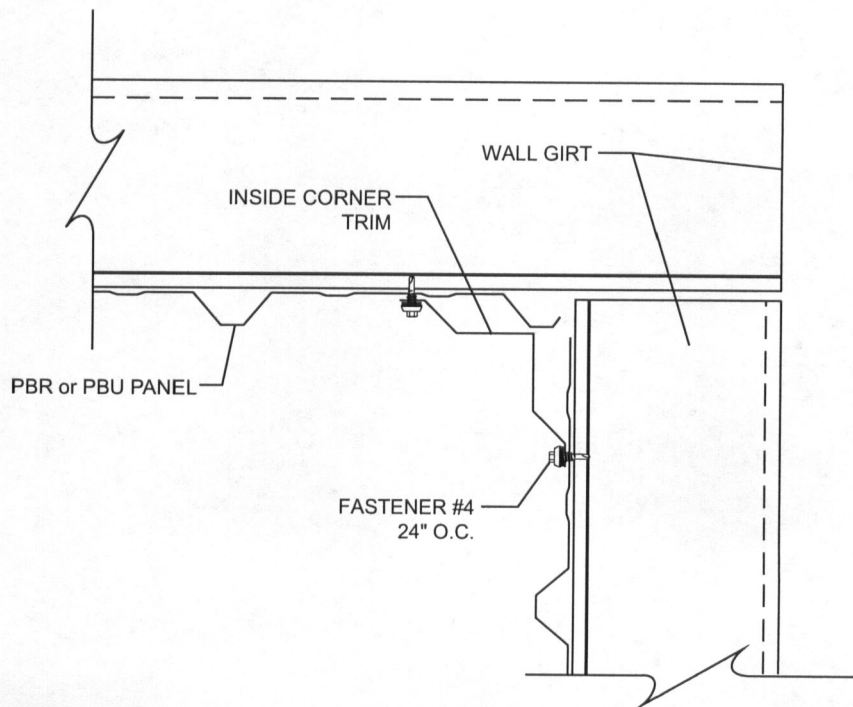 WALL GIRT
INSIDE CORNER
TRIM
PBR or PBU PANEL
FASTENER #4
24" O.C.